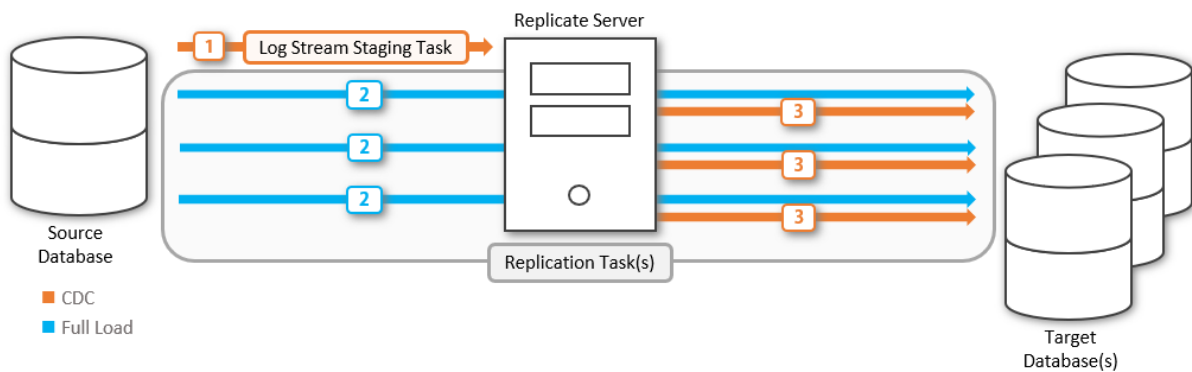 Replicate Server
1
Log Stream Staging Task
2
3
2
3
2
3
Source
Database
Replication Task(s)
CDC
Full Load
Target
Database(s)